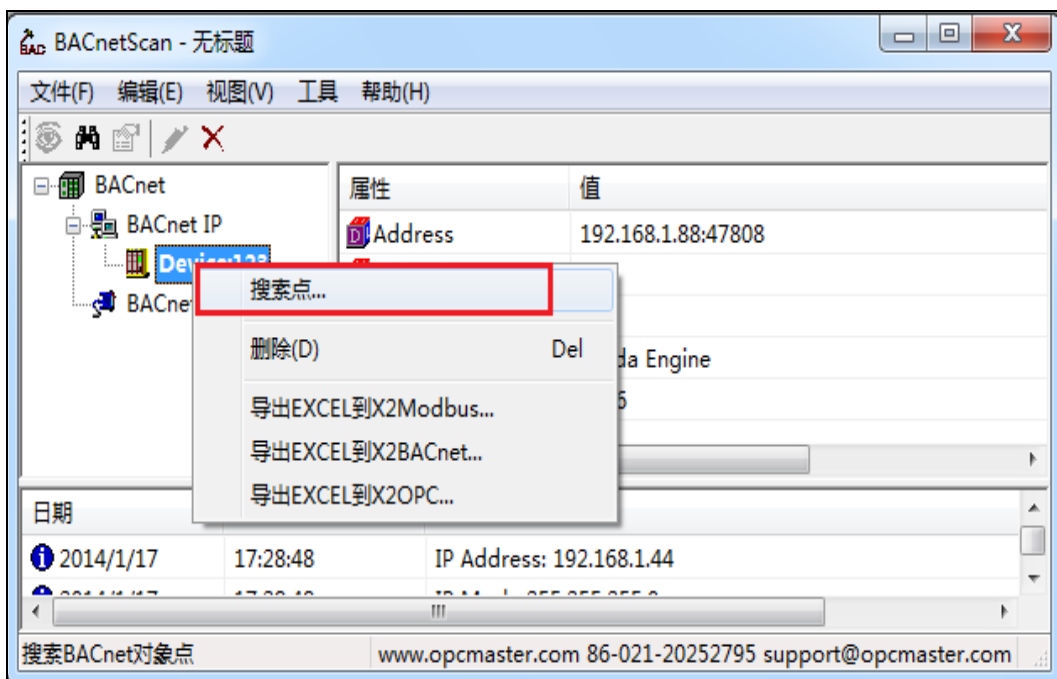 BACnetScan - 无标题
文件(F) 编辑(E) 视图(V) 工具 帮助(H)
BACnet
属性 值
BACnet IP
Address 192.168.1.88:47808
Device:123
搜索点...
BACne
删除(D) Del
da Engine
导出EXCEL到X2Modbus...
导出EXCEL到X2BACnet...
导出EXCEL到X2OPC...
日期
2014/1/17 17:28:48 IP Address: 192.168.1.44
搜索BACnet对象点 www.opcmaster.com 86-021-20252795 support@opcmaster.com